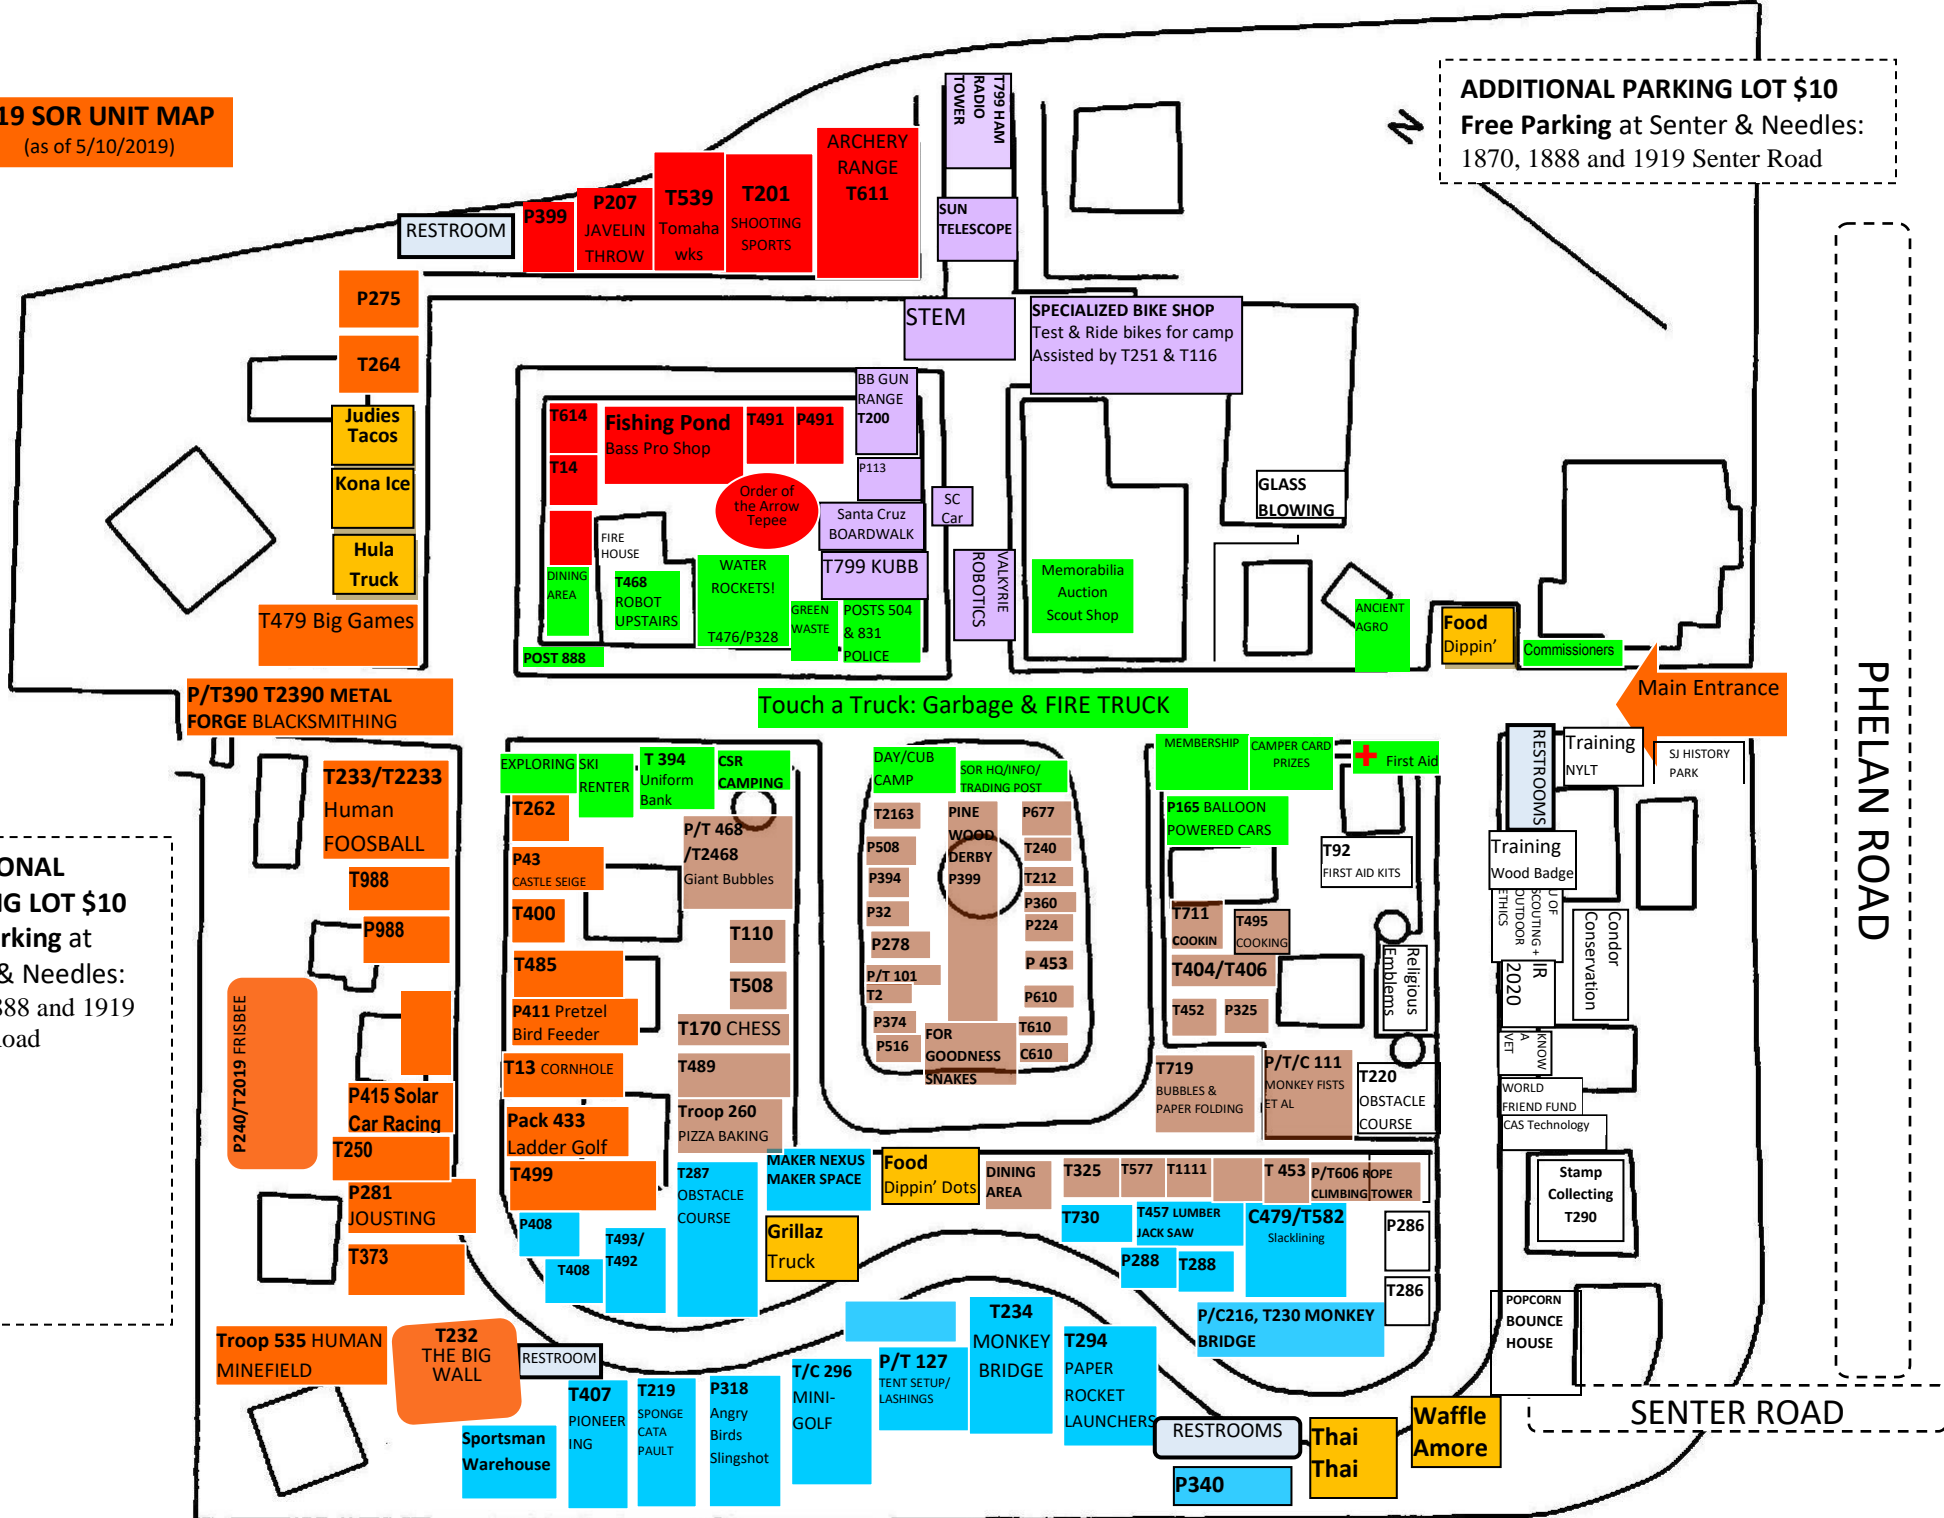 19 SOR UNIT MAP
(as of 5/10/2019)
ADDITIONAL PARKING LOT $10
Free Parking at Senter & Needles:
1870, 1888 and 1919 Senter Road
N
T799 HAM
RADIO
TOWER
SUN
TELESCOPE
ARCHERY
RANGE
T611
T201
SHOOTING
SPORTS
T539
Tomaha
wks
P207
JAVELIN
THROW
P399
RESTROOM
P275
T264
Judies
Tacos
Kona Ice
Hula
Truck
T479 Big Games
STEM
SPECIALIZED BIKE SHOP
Test & Ride bikes for camp
Assisted by T251 & T116
BB GUN
RANGE
T200
P113
Santa Cruz
BOARDWALK
T799 KUBB
SC
Car
VALKYRIE
ROBOTICS
T614
T14
Fishing Pond
Bass Pro Shop
T491
P491
Order of
the Arrow
Tepee
FIRE
HOUSE
DINING
AREA
T468
ROBOT
UPSTAIRS
WATER
ROCKETS!
T476/P328
GREEN
WASTE
POSTS 504
& 831
POLICE
POST 888
Memorabilia
Auction
Scout Shop
GLASS
BLOWING
ANCIENT
AGRO
Food
Dippin'
Commissioners
Main Entrance
PHELAN ROAD
P/T390 T2390 METAL
FORGE BLACKSMITHING
Touch a Truck: Garbage & FIRE TRUCK
T233/T2233
Human
FOOSBALL
T988
P988
P240/T2019 FRISBEE
P415 Solar
Car Racing
T250
P281
JOUSTING
T373
ONAL
NG LOT $10
rking at
& Needles:
888 and 1919
oad
EXPLORING
SKI
RENTER
T 394
Uniform
Bank
CSR
CAMPING
T262
P43
CASTLE SEIGE
T400
T485
P411 Pretzel
Bird Feeder
T13 CORNHOLE
Pack 433
Ladder Golf
T499
P/T 468
/T2468
Giant Bubbles
T110
T508
T170 CHESS
T489
Troop 260
PIZZA BAKING
DAY/CUB
CAMP
SOR HQ/INFO/
TRADING POST
T2163
P508
P394
P32
P278
P/T 101
T2
P374
P516
PINE
WOOD
DERBY
P399
FOR
GOODNESS
SNAKES
P677
T240
T212
P360
P224
P 453
P610
T610
C610
MEMBERSHIP
CAMPER CARD
PRIZES
First Aid
P165 BALLOON
POWERED CARS
T92
FIRST AID KITS
T711
COOKIN
T495
COOKING
T404/T406
T452
P325
Religious
Emblems
T719
BUBBLES &
PAPER FOLDING
P/T/C 111
MONKEY FISTS
ET AL
T220
OBSTACLE
COURSE
RESTROOMS
Training
NYLT
SJ HISTORY
PARK
Training
Wood Badge
U OF
SCOUTING +
OUTDOOR
ETHICS
Condor
Conservation
IR
2020
KNOW
A
VET
WORLD
FRIEND FUND
CAS Technology
Stamp
Collecting
T290
POPCORN
BOUNCE
HOUSE
SENTER ROAD
P408
T408
T493/
T492
T287
OBSTACLE
COURSE
MAKER NEXUS
MAKER SPACE
Food
Dippin' Dots
DINING
AREA
Grillaz
Truck
T325
T577
T1111
T 453
P/T606 ROPE
CLIMBING TOWER
T730
T457 LUMBER
JACK SAW
C479/T582
Slacklining
P288
T288
P286
T286
P/C216, T230 MONKEY
BRIDGE
Troop 535 HUMAN
MINEFIELD
T232
THE BIG
WALL
RESTROOM
Sportsman
Warehouse
T407
PIONEER
ING
T219
SPONGE
CATA
PAULT
P318
Angry
Birds
Slingshot
T/C 296
MINI-
GOLF
P/T 127
TENT SETUP/
LASHINGS
T234
MONKEY
BRIDGE
T294
PAPER
ROCKET
LAUNCHERS
RESTROOMS
P340
Thai
Thai
Waffle
Amore